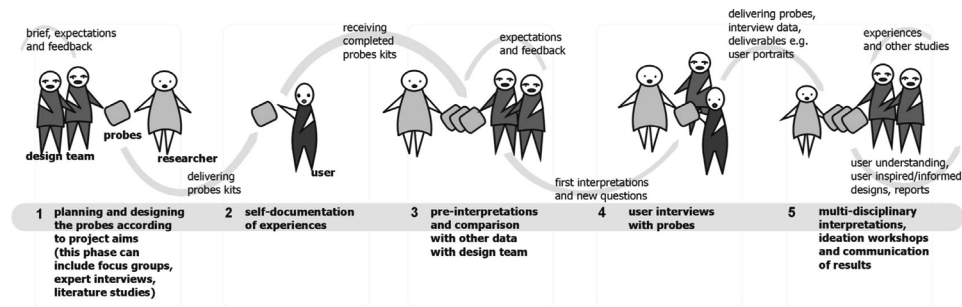 brief, expectations
and feedback
design team
probes
researcher
delivering
probes kits
receiving
completed
probes kits
user
expectations
and feedback
first interpretations
and new questions
delivering probes,
interview data,
deliverables e.g.
user portraits
experiences
and other studies
user understanding,
user inspired/informed
designs, reports
1 planning and designing
the probes according
to project aims
(this phase can
include focus groups,
expert interviews,
literature studies)
2 self-documentation
of experiences
3 pre-interpretations
and comparison
with other data
with design team
4 user interviews
with probes
5 multi-disciplinary
interpretations,
ideation workshops
and communication
of results